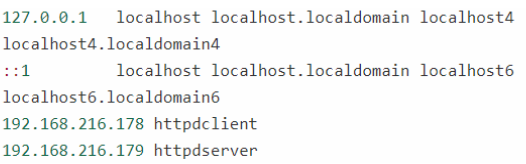 127.0.0.1   localhost localhost.localdomain localhost4
localhost4.localdomain4
::1         localhost localhost.localdomain localhost6
localhost6.localdomain6
192.168.216.178 httpdclient
192.168.216.179 httpdserver